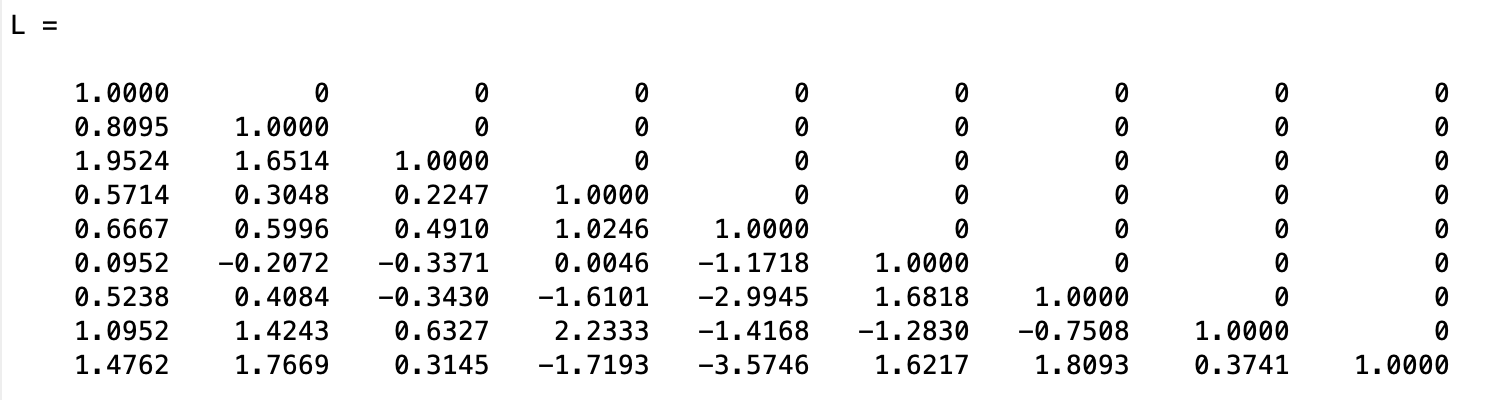 L =
1.0000 0 0 0 0 0 0 0 0
0.8095 1.0000 0 0 0 0 0 0 0
1.9524 1.6514 1.0000 0 0 0 0 0 0
0.5714 0.3048 0.2247 1.0000 0 0 0 0 0
0.6667 0.5996 0.4910 1.0246 1.0000 0 0 0 0
0.0952 −0.2072 −0.3371 0.0046 −1.1718 1.0000 0 0 0
0.5238 0.4084 −0.3430 −1.6101 −2.9945 1.6818 1.0000 0 0
1.0952 1.4243 0.6327 2.2333 −1.4168 −1.2830 −0.7508 1.0000 0
1.4762 1.7669 0.3145 −1.7193 −3.5746 1.6217 1.8093 0.3741 1.0000